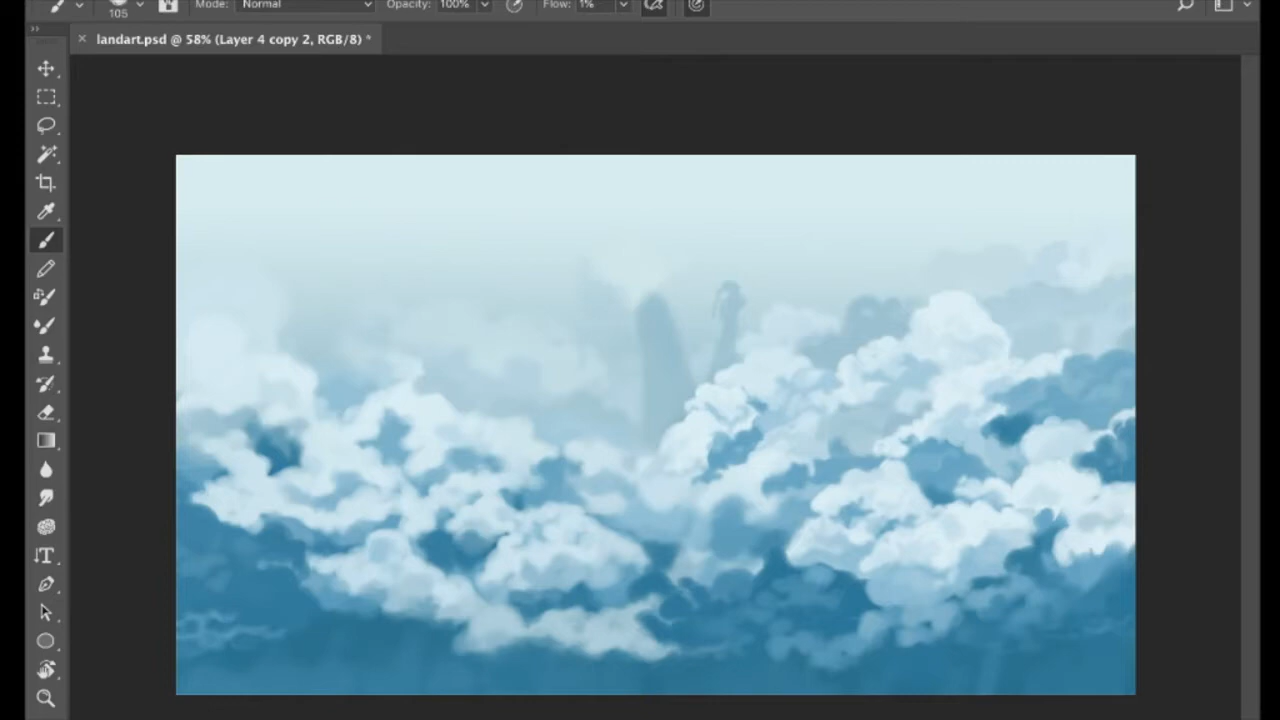 105 Mode: Normal Opacity: 100% Flow: 1%
landart.psd @ 58% (Layer 4 copy 2, RGB/8) *